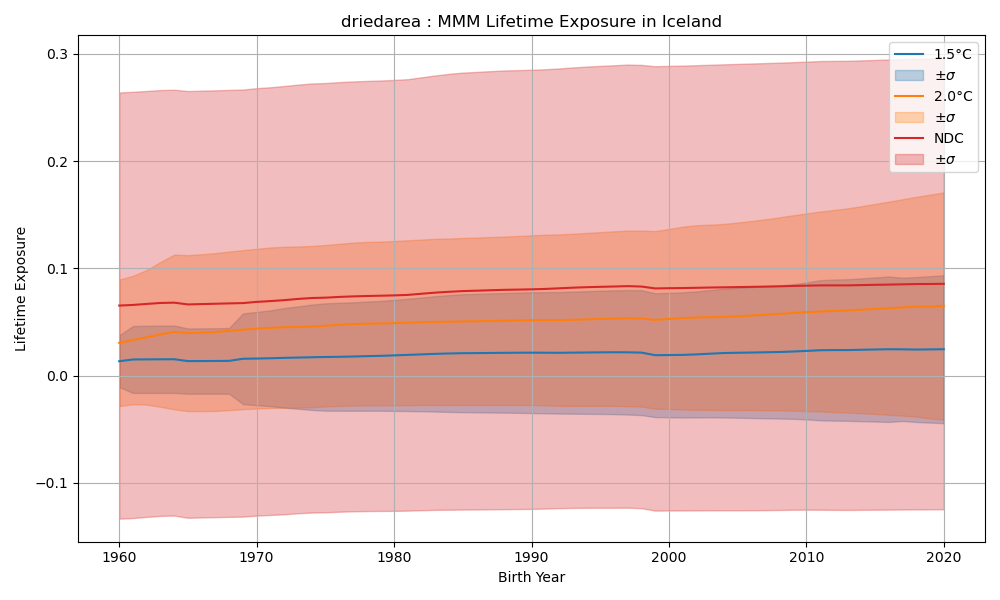 driedarea : MMM Lifetime Exposure in Iceland
0.3
0.2
0.1
0.0
−0.1
Lifetime Exposure
1960
1970
1980
1990
2000
2010
2020
Birth Year
1.5°C
±σ
2.0°C
±σ
NDC
±σ